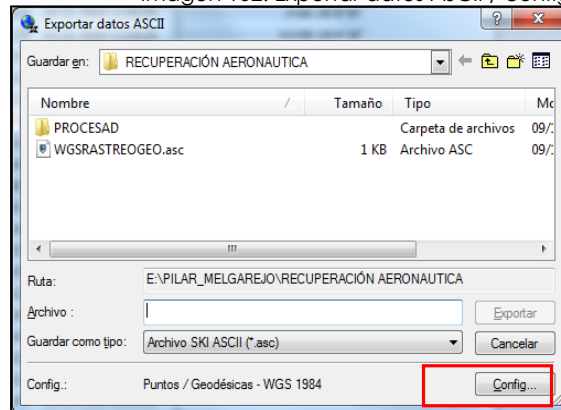 Exportar datos ASCII
Guardar en: RECUPERACIÓN AERONAUTICA
Nombre / Tamaño Tipo
PROCESAD Carpeta de archivos
WGSRASTREOGEO.asc 1 KB Archivo ASC
Ruta: E:\PILAR_MELGAREJO\RECUPERACIÓN AERONAUTICA
Archivo : Exportar
Guardar como tipo: Archivo SKI ASCII (*.asc) Cancelar
Config.: Puntos / Geodésicas - WGS 1984 Config...